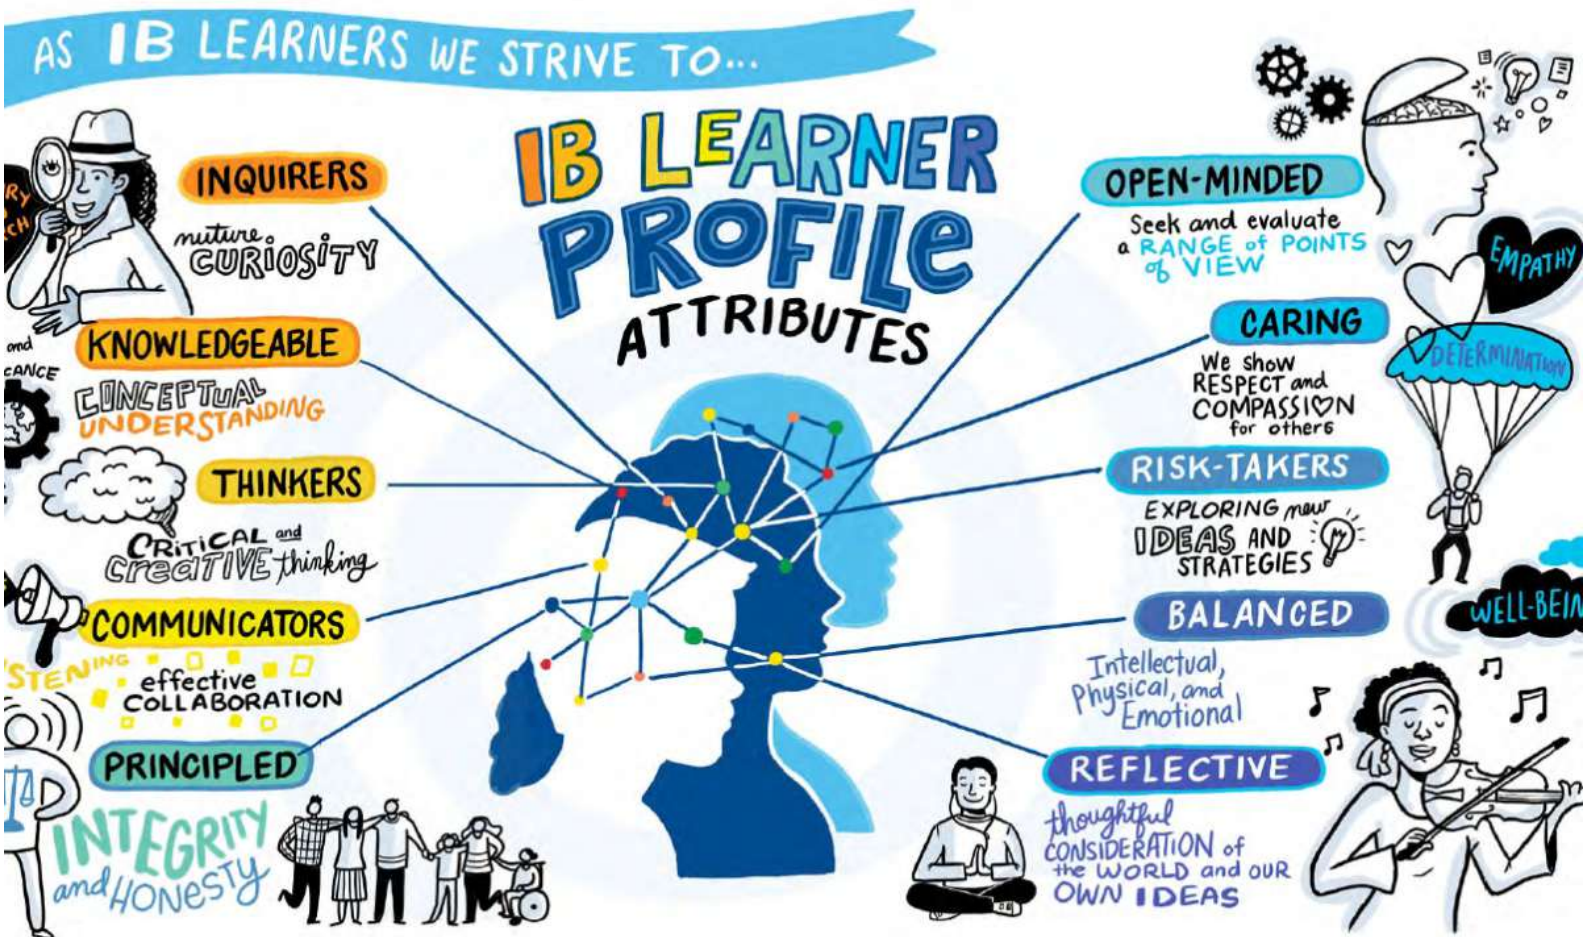 AS IB LEARNERS WE STRIVE TO...
IB LEARNER
PROFILE
ATTRIBUTES
INQUIRERS
nurture
CURIOSITY
KNOWLEDGEABLE
and
CONCEPTUAL
UNDERSTANDING
THINKERS
CRITICAL and
CREATIVE thinking
COMMUNICATORS
effective
COLLABORATION
PRINCIPLED
INTEGRITY
and HONESTY
OPEN-MINDED
Seek and evaluate
a RANGE of POINTS
of VIEW
EMPATHY
CARING
We show
RESPECT and
COMPASSION
for others
DETERMINATION
RISK-TAKERS
EXPLORING new
IDEAS AND
STRATEGIES
BALANCED
WELL-BEIN
Intellectual,
Physical, and
Emotional
REFLECTIVE
thoughtful
CONSIDERATION of
the WORLD and OUR
OWN IDEAS